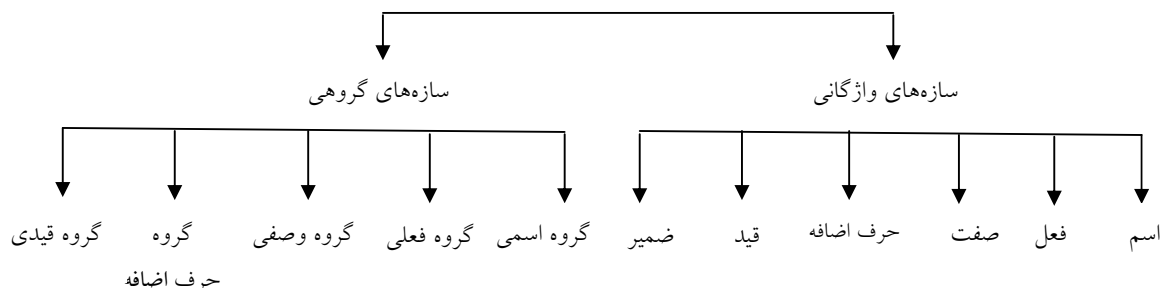 سازه‌های واژگانی سازه‌های گروهی
اسم فعل صفت حرف اضافه قید ضمیر گروه اسمی گروه فعلی گروه وصفی گروه گروه قیدی
حرف اضافه